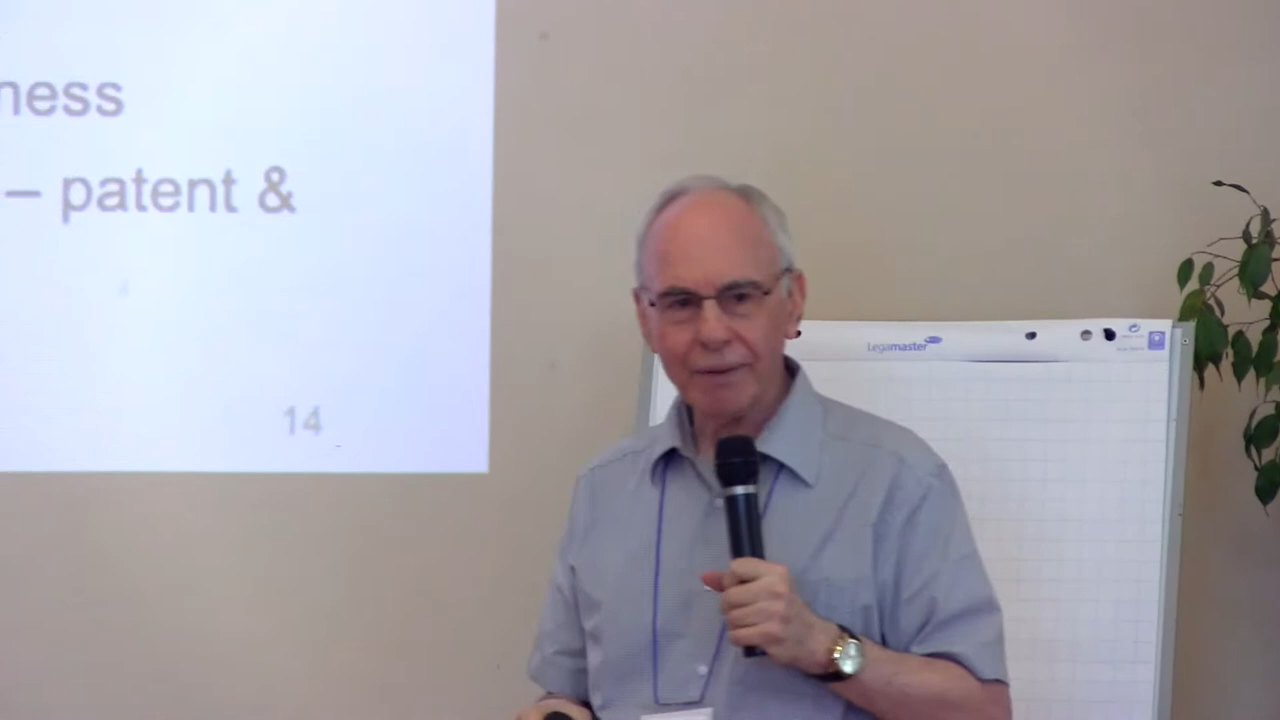 ness
– patent &
14
Legamaster